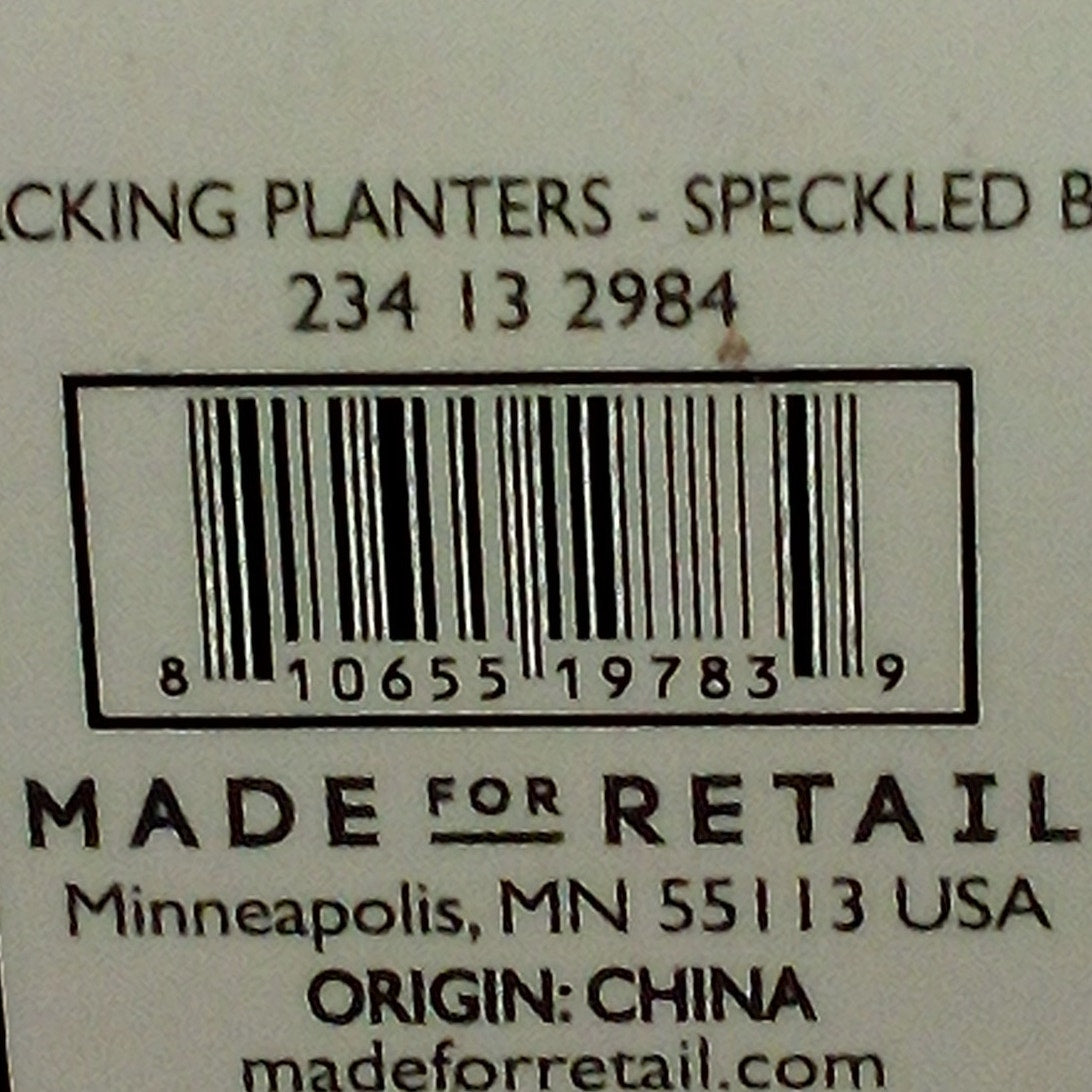 ACKING PLANTERS - SPECKLED B
234 13 2984
8 10655 19783 9
MADE FOR RETAIL
Minneapolis, MN 55113 USA
ORIGIN: CHINA
madeforretail.com